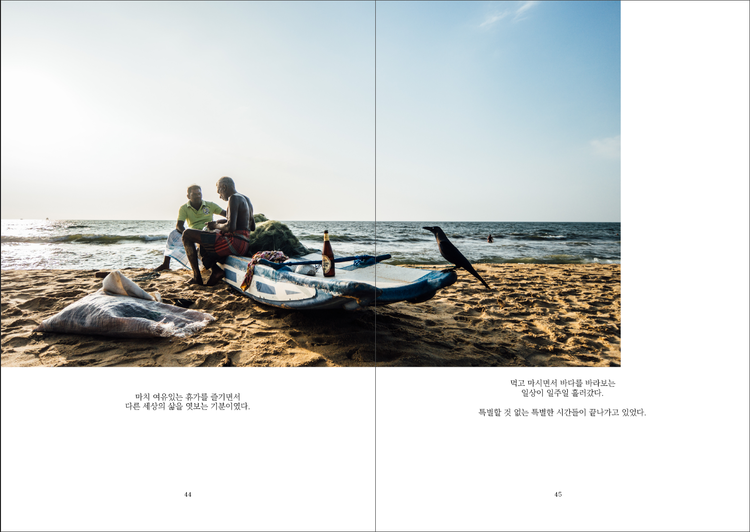 마치 여유있는 휴가를 즐기면서
다른 세상의 삶을 엿보는 기분이였다.
44
먹고 마시면서 바다를 바라보는
일상이 일주일 흘러갔다.
특별할 것 없는 특별한 시간들이 끝나가고 있었다.
45